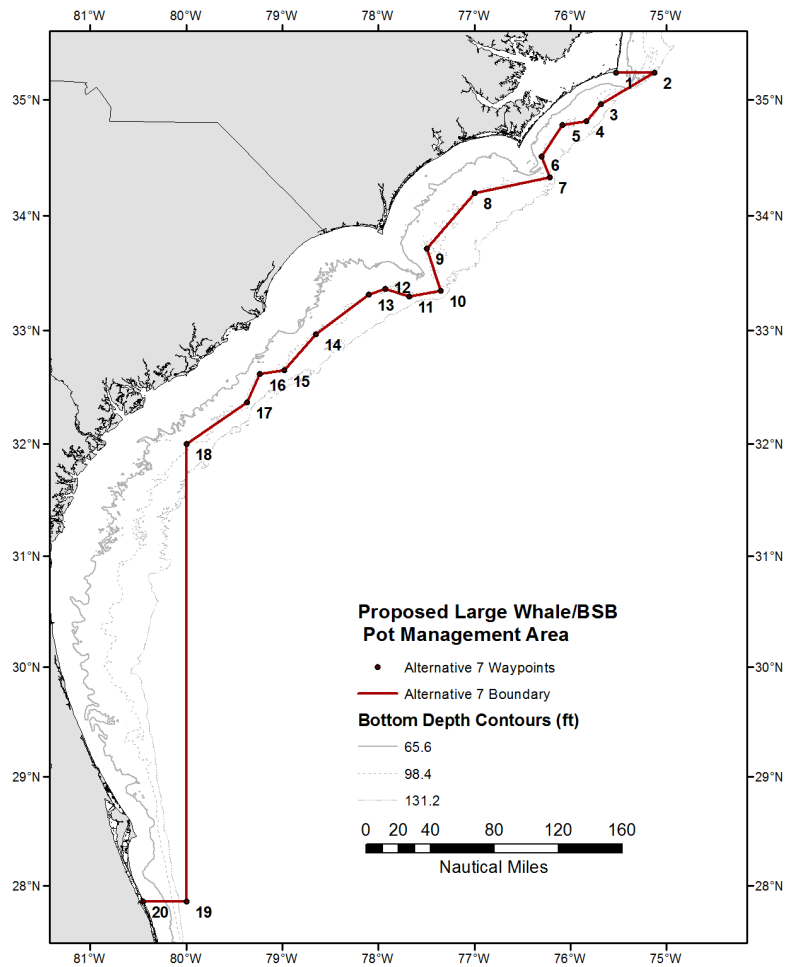 81°W 80°W 79°W 78°W 77°W 76°W 75°W
35°N 35°N
34°N 34°N
33°N 33°N
32°N 32°N
31°N 31°N
30°N 30°N
29°N 29°N
28°N 28°N
1 2
3
4
5
6
7
8
9
10
11
12
13
14
15
16
17
18
19
20
Proposed Large Whale/BSB
Pot Management Area
Alternative 7 Waypoints
Alternative 7 Boundary
Bottom Depth Contours (ft)
65.6
98.4
131.2
0 20 40 80 120 160
Nautical Miles
81°W 80°W 79°W 78°W 77°W 76°W 75°W